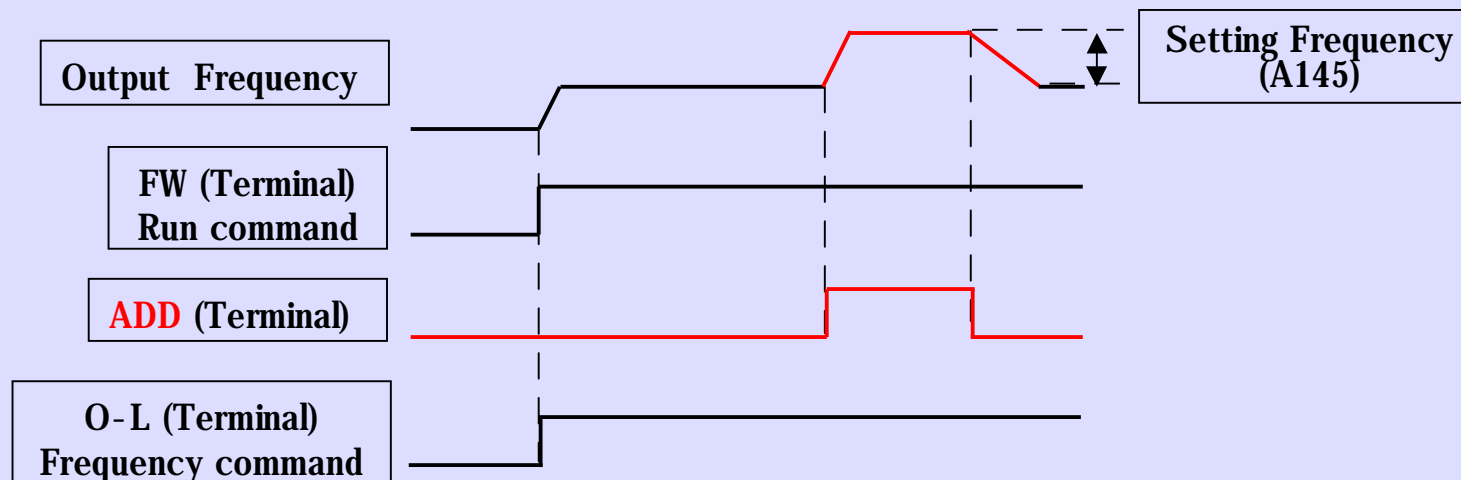 Output Frequency
Setting Frequency
(A145)
FW (Terminal)
Run command
ADD (Terminal)
O-L (Terminal)
Frequency command